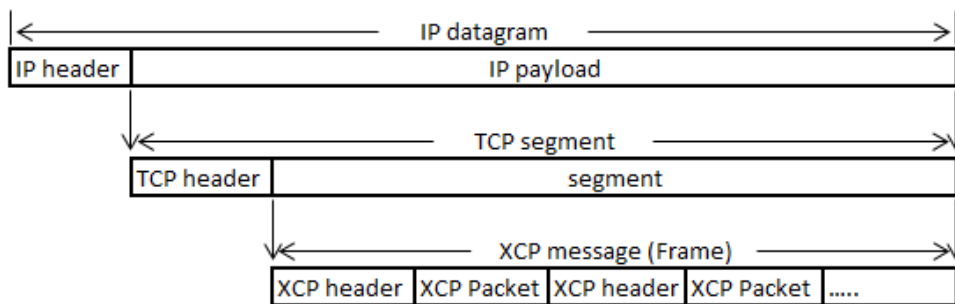 IP datagram
IP header IP payload
TCP segment
TCP header segment
XCP message (Frame)
XCP header XCP Packet XCP header XCP Packet .....